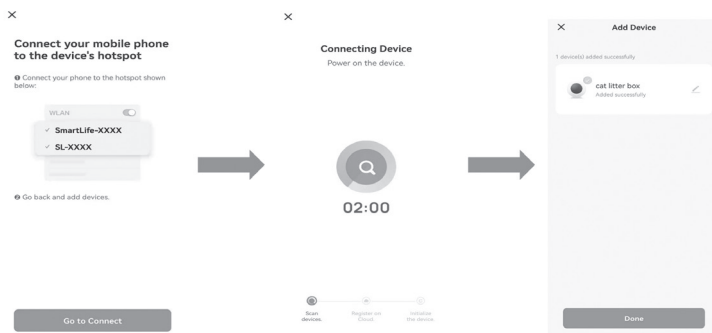 Connect your mobile phone
to the device's hotspot
❶ Connect your phone to the hotspot shown
below:
WLAN
SmartLife-XXXX
SL-XXXX
❷ Go back and add devices.
Go to Connect
Connecting Device
Power on the device.
02:00
Scan
devices.
Register on
Cloud.
Initialize
the device.
Add Device
1 device(s) added successfully
cat litter box
Added successfully
Done